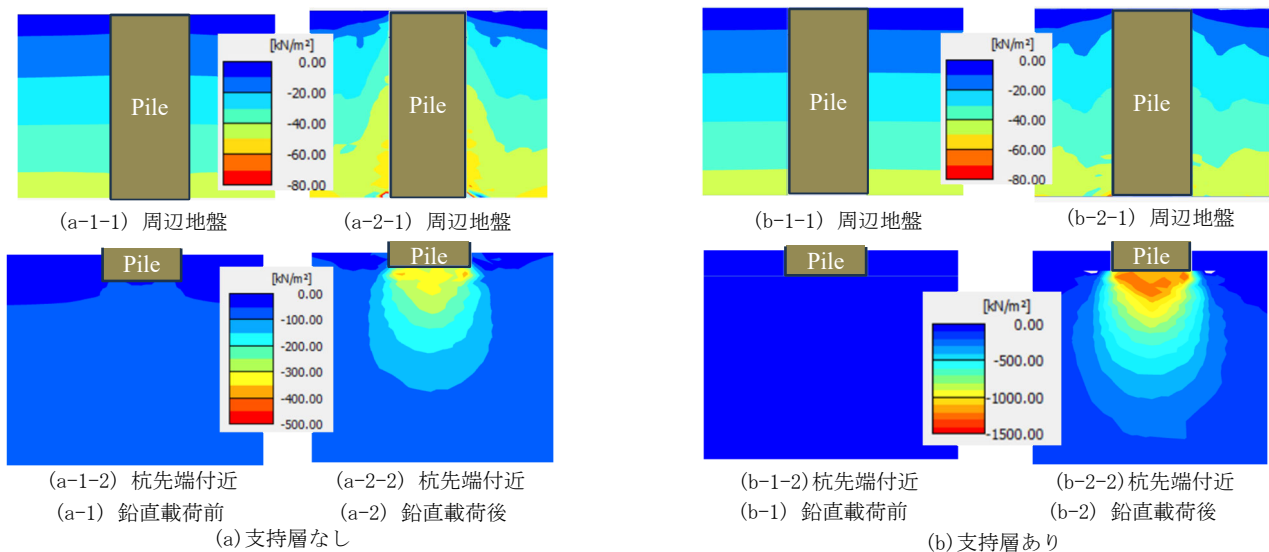 [kN/m²]
0.00
-20.00
-40.00
-60.00
-80.00
Pile
Pile
(a-1-1) 周辺地盤
(a-2-1) 周辺地盤
Pile
Pile
[kN/m²]
0.00
-100.00
-200.00
-300.00
-400.00
-500.00
(a-1-2) 杭先端付近
(a-2-2) 杭先端付近
(a-1) 鉛直載荷前
(a-2) 鉛直載荷後
(a)支持層なし
[kN/m²]
0.00
-20.00
-40.00
-60.00
-80.00
Pile
Pile
(b-1-1) 周辺地盤
(b-2-1) 周辺地盤
Pile
Pile
[kN/m²]
0.00
-500.00
-1000.00
-1500.00
(b-1-2)杭先端付近
(b-2-2)杭先端付近
(b-1) 鉛直載荷前
(b-2) 鉛直載荷後
(b)支持層あり